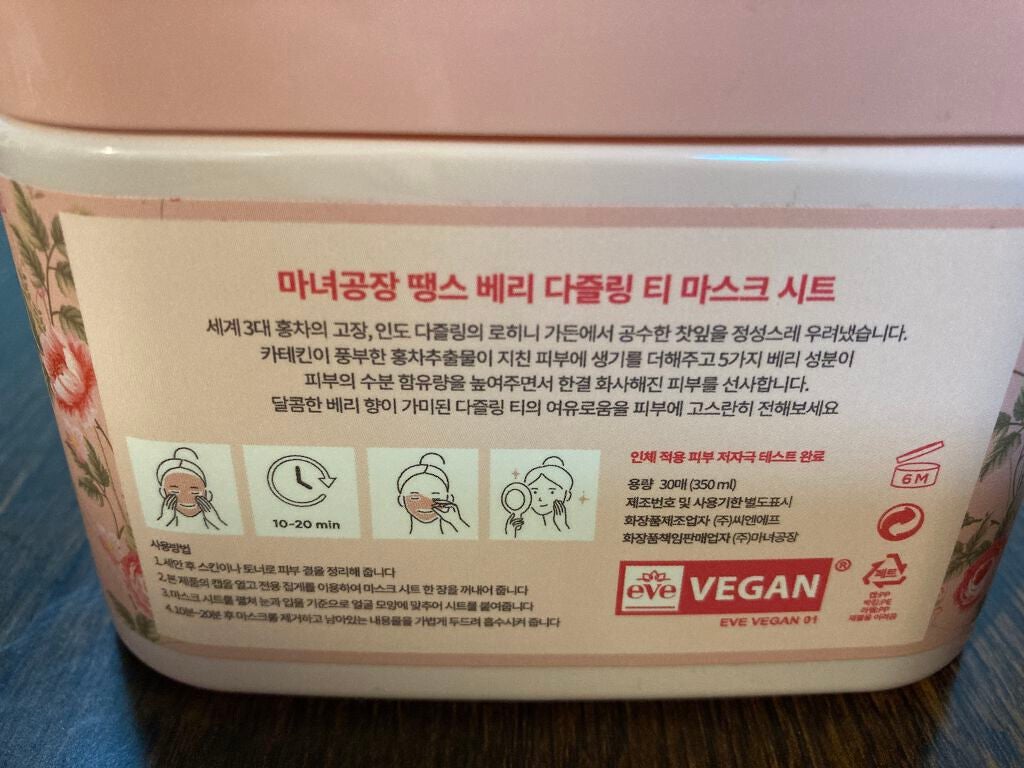 마녀공장 땡스 베리 다즐링 티 마스크 시트
세계 3대 홍차의 고장, 인도 다즐링의 로히니 가든에서 공수한 찻잎을 정성스레 우려냈습니다.
카테킨이 풍부한 홍차추출물이 지친 피부에 생기를 더해주고 5가지 베리 성분이
피부의 수분 함유량을 높여주면서 한결 화사해진 피부를 선사합니다.
달콤한 베리 향이 가미된 다즐링 티의 여유로움을 피부에 고스란히 전해보세요
10-20 min
사용방법
1.세안 후 스킨이나 토너로 피부 결을 정리해 줍니다
2.본 제품의 캡을 열고 전용 집게를 이용하여 마스크 시트 한 장을 꺼내어 줍니다
3.마스크 시트를 펼쳐 눈과 입을 기준으로 얼굴 모양에 맞추어 시트를 붙여줍니다
4.10분~20분 후 마스크를 제거하고 남아있는 내용물을 가볍게 두드려 흡수시켜 줍니다
인체 적용 피부 저자극 테스트 완료
용량 30매 (350 ml)
제조번호 및 사용기한 별도표시
화장품제조업자 (주)씨엔에프
화장품책임판매업자 (주)마녀공장
eve VEGAN ®
EVE VEGAN 01
6M
페트
캡:PP
박킹:PE
라벨:PP